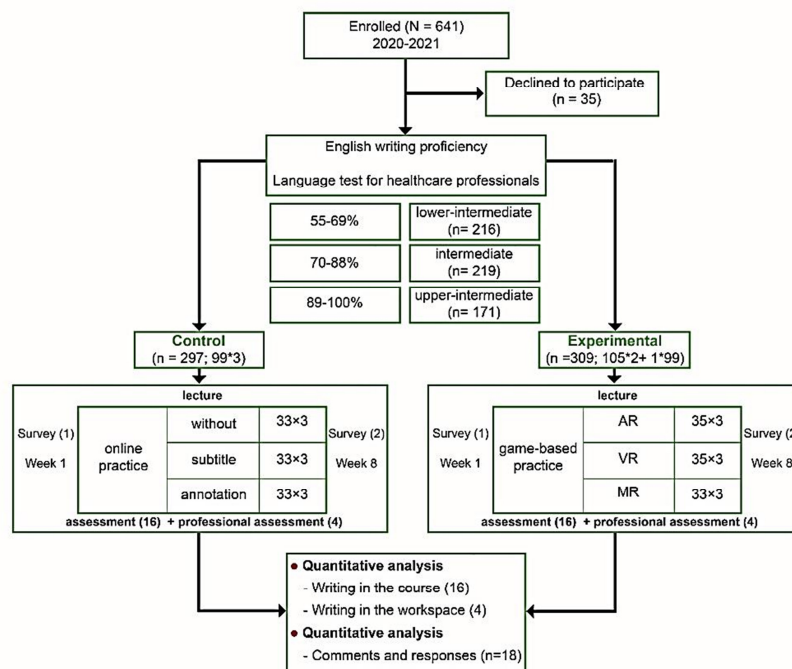 Enrolled (N = 641)
2020-2021
Declined to participate
(n = 35)
English writing proficiency
Language test for healthcare professionals
55-69%
lower-intermediate
(n= 216)
70-88%
intermediate
(n= 219)
89-100%
upper-intermediate
(n= 171)
Control
(n = 297; 99*3)
Experimental
(n =309; 105*2+ 1*99)
lecture
Survey (1)
Week 1
online
practice
without
33×3
subtitle
33×3
annotation
33×3
Survey (2)
Week 8
assessment (16) + professional assessment (4)
lecture
Survey (1)
Week 1
game-based
practice
AR
35×3
VR
35×3
MR
33×3
Survey (2
Week 8
assessment (16) + professional assessment (4)
• Quantitative analysis
- Writing in the course (16)
- Writing in the workspace (4)
• Quantitative analysis
- Comments and responses (n=18)